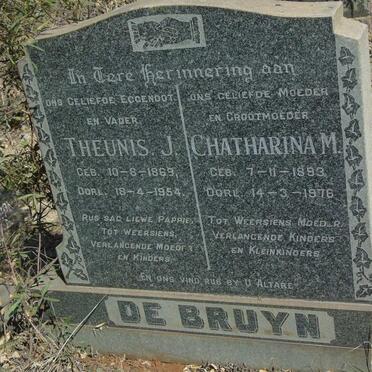 In Tere Herinnering aan
ons geliefde Eggenoot
en Vader
THEUNIS. J.
GEB. 10-6-1869,
OORL. 18-4-1954.
Rus sag liewe Pappie,
Tot Weersiens,
Verlangende Moeder
en Kinders
ons geliefde Moeder
en Grootmoeder
CHATHARINA M.
GEB. 7-11-1893
OORL. 14-3-1976
Tot Weersiens Moeder
Verlangende Kinders
en Kleinkinders
"En ons vind rus by U Altare"
DE BRUYN